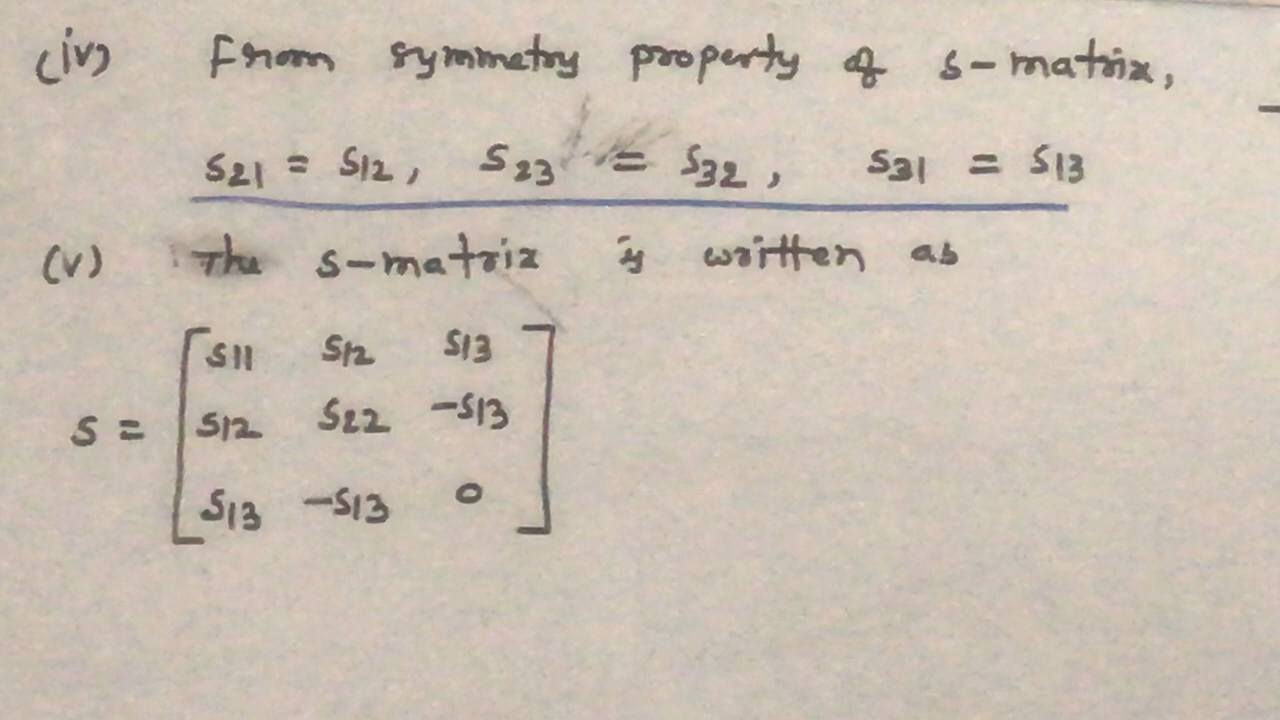 (iv) From symmetry property of s-matrix,
S21 = S12, S23 = S32, S31 = S13
(v) The s-matrix is written as
S11 S12 S13
S = S12 S22 -S13
S13 -S13 0